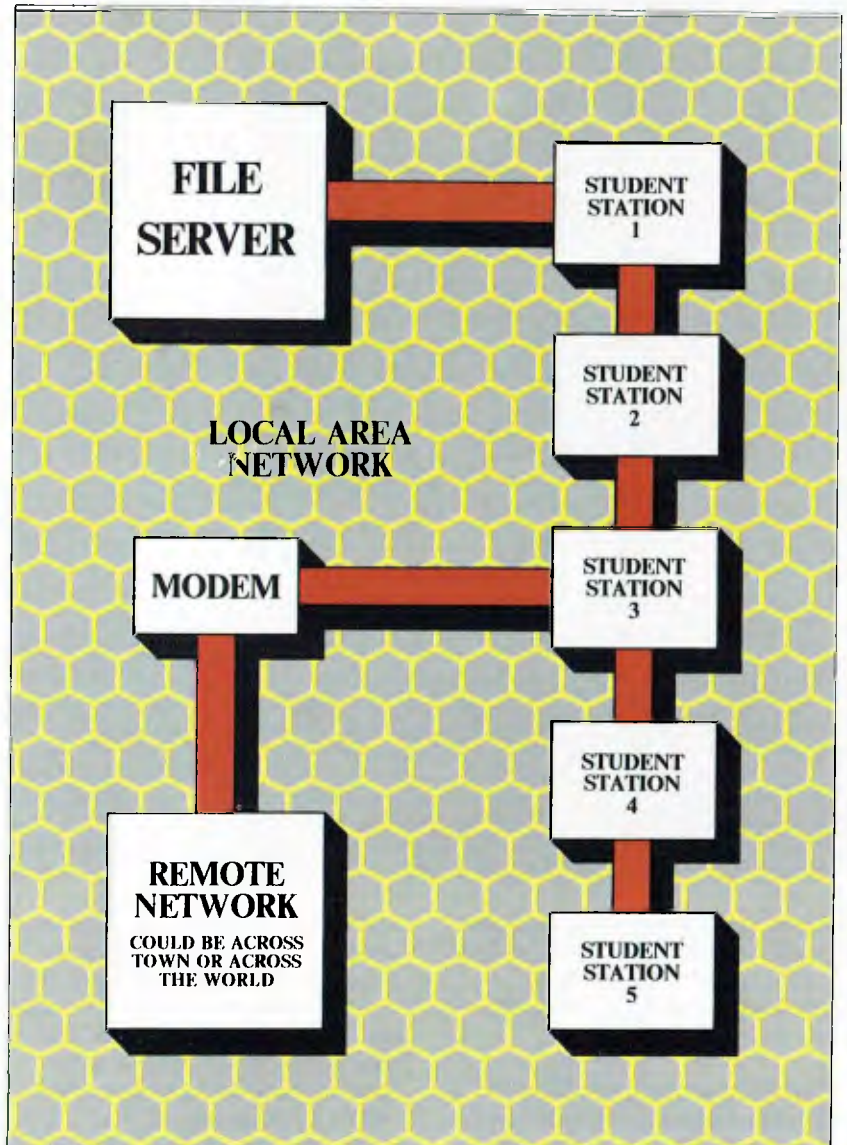 FILE
SERVER
STUDENT
STATION
1
STUDENT
STATION
2
LOCAL AREA
NETWORK
MODEM
STUDENT
STATION
3
STUDENT
STATION
4
REMOTE
NETWORK
COULD BE ACROSS
TOWN OR ACROSS
THE WORLD
STUDENT
STATION
5